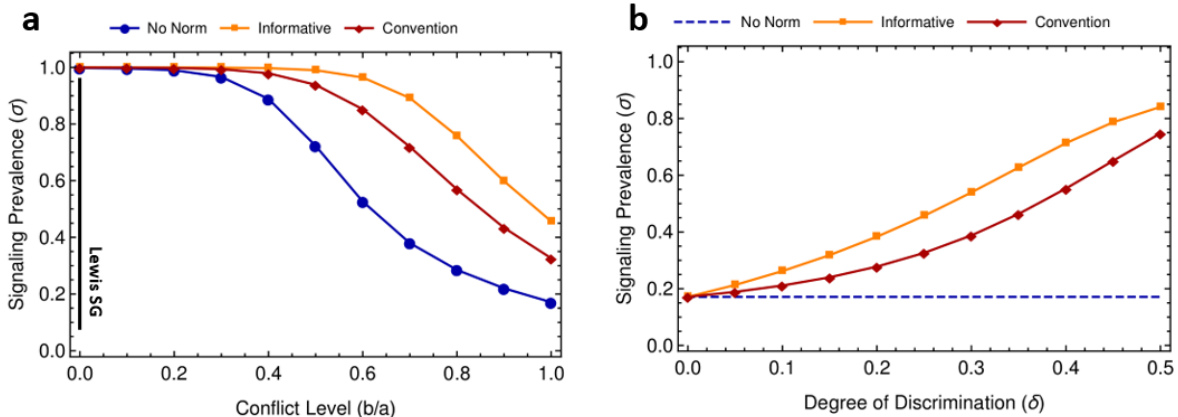 a
No Norm Informative Convention
Signaling Prevalence (σ)
1.0
0.8
0.6
0.4
0.2
0.0
Lewis SG
0.0 0.2 0.4 0.6 0.8 1.0
Conflict Level (b/a)
b
No Norm Informative Convention
Signaling Prevalence (σ)
1.0
0.8
0.6
0.4
0.2
0.0
0.0 0.1 0.2 0.3 0.4 0.5
Degree of Discrimination (δ)